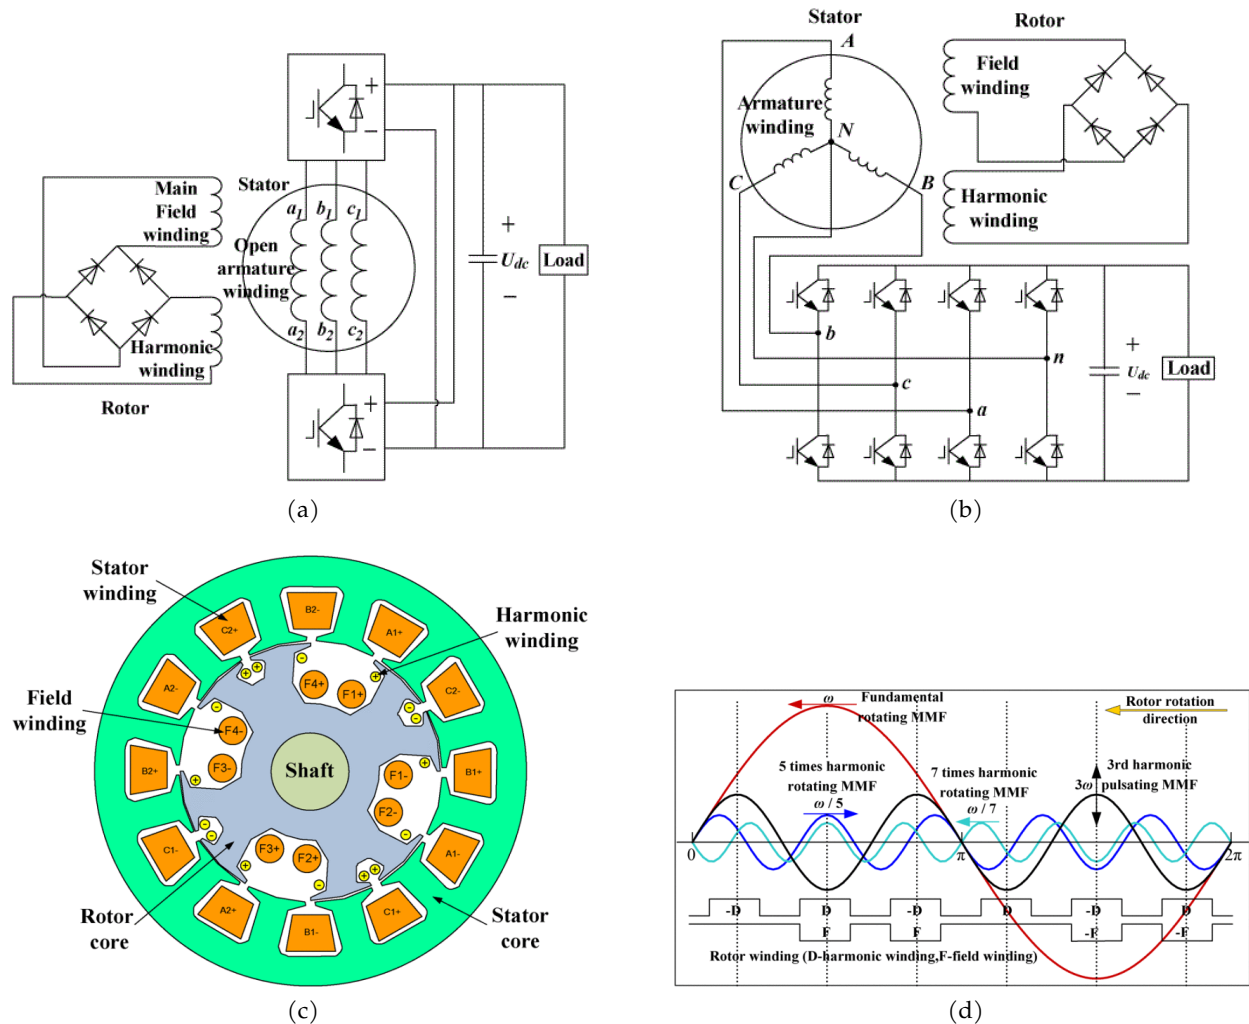 Main
Field
winding
Stator
a1 b1 c1
Open
armature
winding
a2 b2 c2
Harmonic
winding
Rotor
+
−
+
−
+
Udc
−
Load
(a)
Stator
A
Rotor
Armature
winding
N
C
B
Field
winding
Harmonic
winding
b
n
c
a
+
Udc
−
Load
(b)
Stator
winding
Harmonic
winding
Field
winding
Shaft
Rotor
core
Stator
core
B2-
A1+
C2-
B1+
A1-
C1+
B1-
A2+
C1-
B2+
A2-
C2+
F4+
F1+
F1-
F2-
F2+
F3+
F3-
F4-
(c)
ω
Fundamental
rotating MMF
Rotor rotation
direction
5 times harmonic
rotating MMF
ω / 5
7 times harmonic
rotating MMF
ω / 7
3rd harmonic
pulsating MMF
3ω
0
π
2π
-D D -D D -D D
F F -F -F
Rotor winding (D-harmonic winding,F-field winding)
(d)